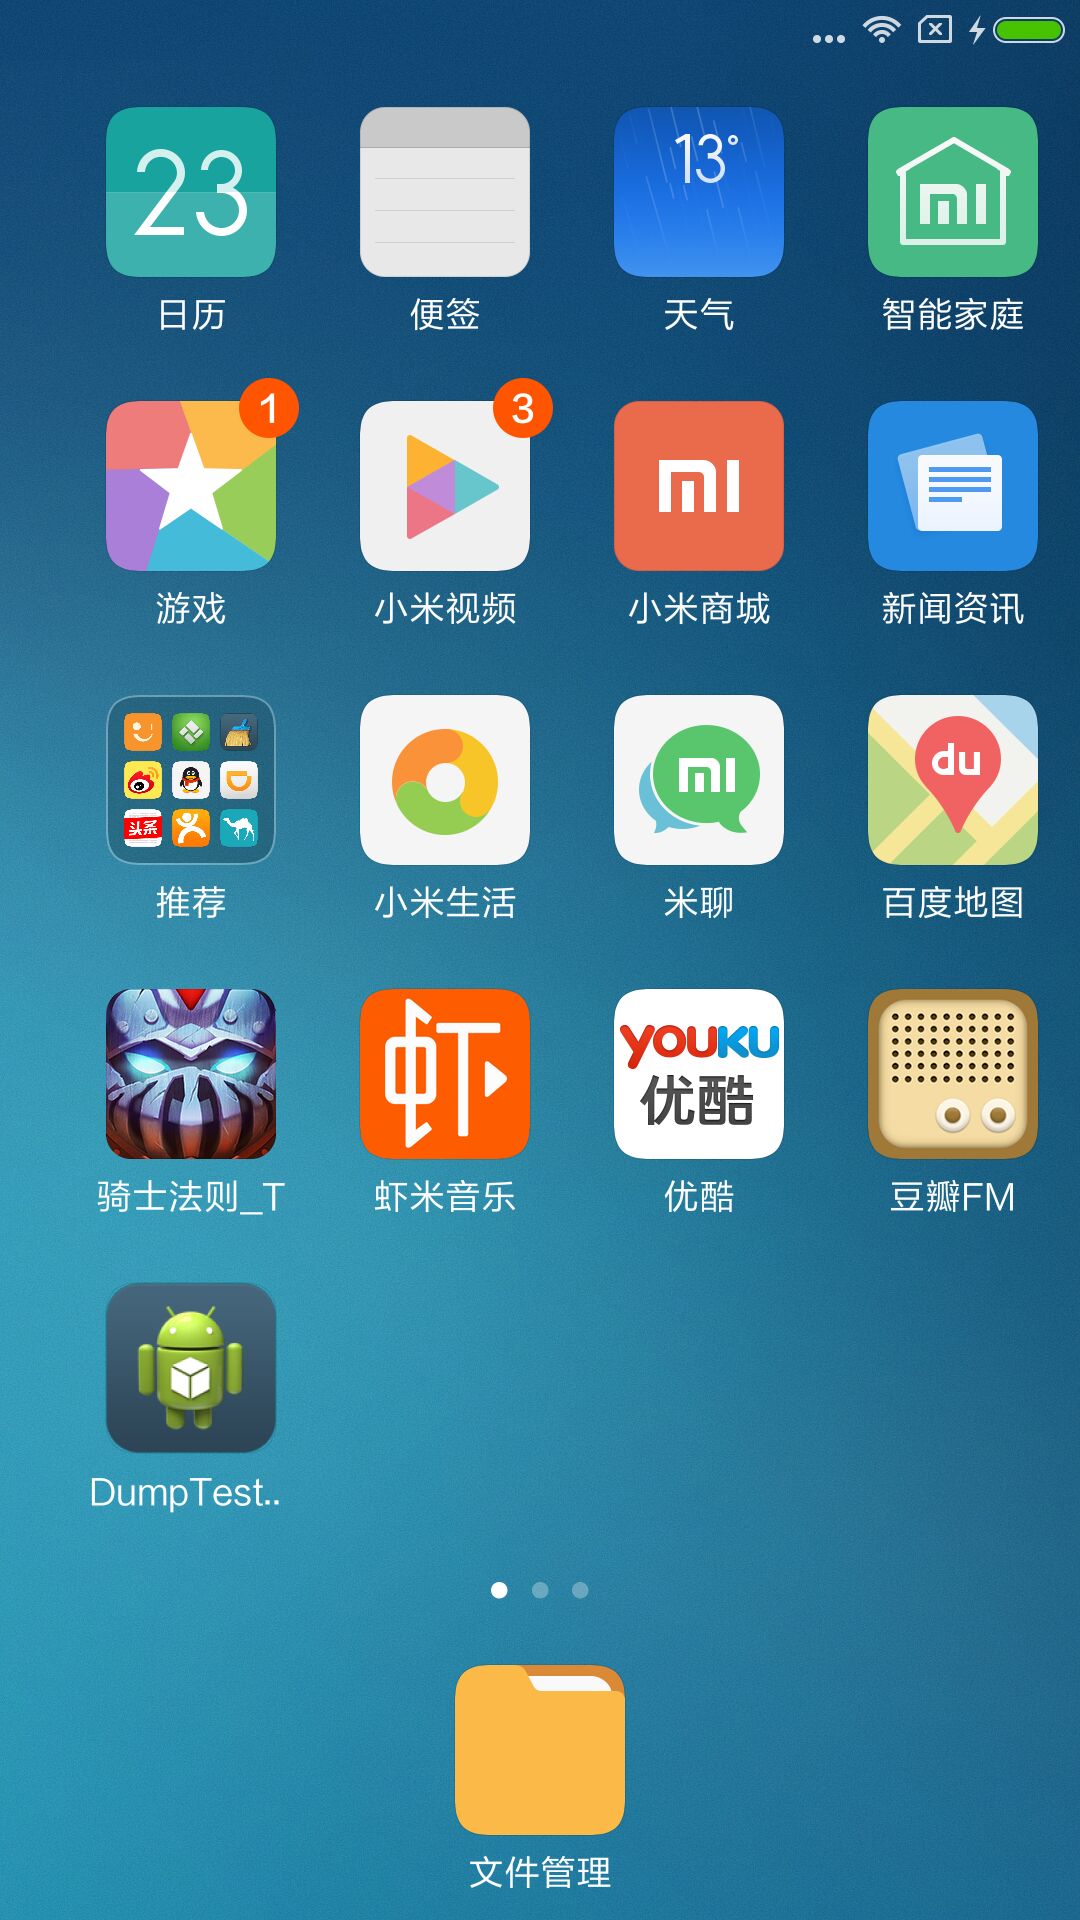 23
13°
日历
便签
天气
智能家庭
1
3
游戏
小米视频
小米商城
新闻资讯
头条
du
推荐
小米生活
米聊
百度地图
虾
YOUKU
优酷
骑士法则_T
虾米音乐
优酷
豆瓣FM
DumpTest..
文件管理